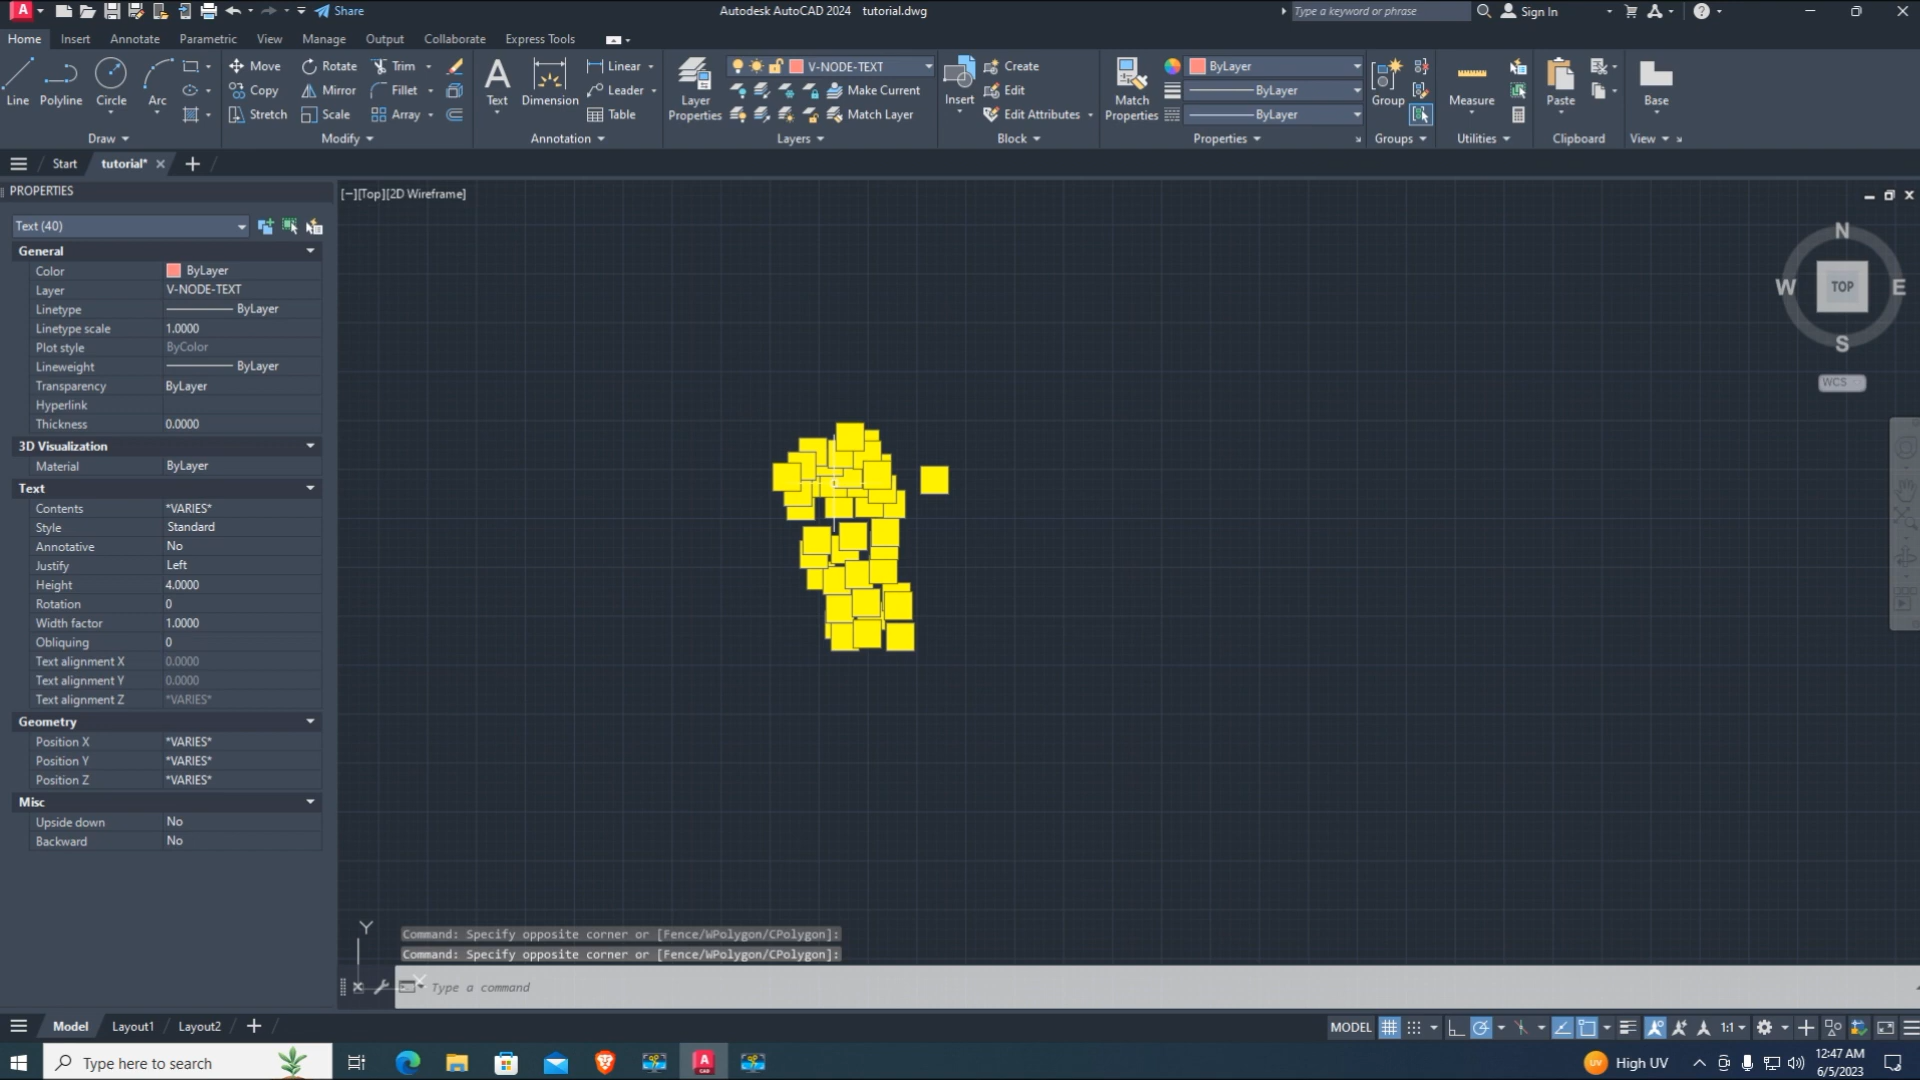 Share
Autodesk AutoCAD 2024 tutorial.dwg
Type a keyword or phrase
Sign In
Home Insert Annotate Parametric View Manage Output Collaborate Express Tools
Line Polyline Circle Arc
Move Rotate Trim
Copy Mirror Fillet
Stretch Scale Array
Text Dimension
Linear
Leader
Table
Layer Properties
V-NODE-TEXT
Make Current
Match Layer
Insert
Create
Edit
Edit Attributes
Match Properties
ByLayer
ByLayer
ByLayer
Group
Measure
Paste
Base
Draw Modify Annotation Layers Block Properties Groups Utilities Clipboard View
Start tutorial*
PROPERTIES
[−][Top][2D Wireframe]
Text (40)
General
Color ByLayer
Layer V-NODE-TEXT
Linetype ByLayer
Linetype scale 1.0000
Plot style ByColor
Lineweight ByLayer
Transparency ByLayer
Hyperlink
Thickness 0.0000
3D Visualization
Material ByLayer
Text
Contents *VARIES*
Style Standard
Annotative No
Justify Left
Height 4.0000
Rotation 0
Width factor 1.0000
Obliquing 0
Text alignment X 0.0000
Text alignment Y 0.0000
Text alignment Z *VARIES*
Geometry
Position X *VARIES*
Position Y *VARIES*
Position Z *VARIES*
Misc
Upside down No
Backward No
N
W TOP E
S
WCS
Y
X
Command: Specify opposite corner or [Fence/WPolygon/CPolygon]:
Command: Specify opposite corner or [Fence/WPolygon/CPolygon]:
Type a command
Model Layout1 Layout2
MODEL 1:1
Type here to search
High UV
12:47 AM
6/5/2023